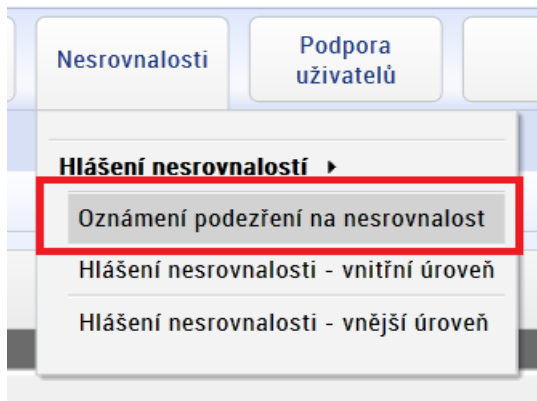 Nesrovnalosti
Podpora
uživatelů
Hlášení nesrovnalostí
Oznámení podezření na nesrovnalost
Hlášení nesrovnalosti - vnitřní úroveň
Hlášení nesrovnalosti - vnější úroveň